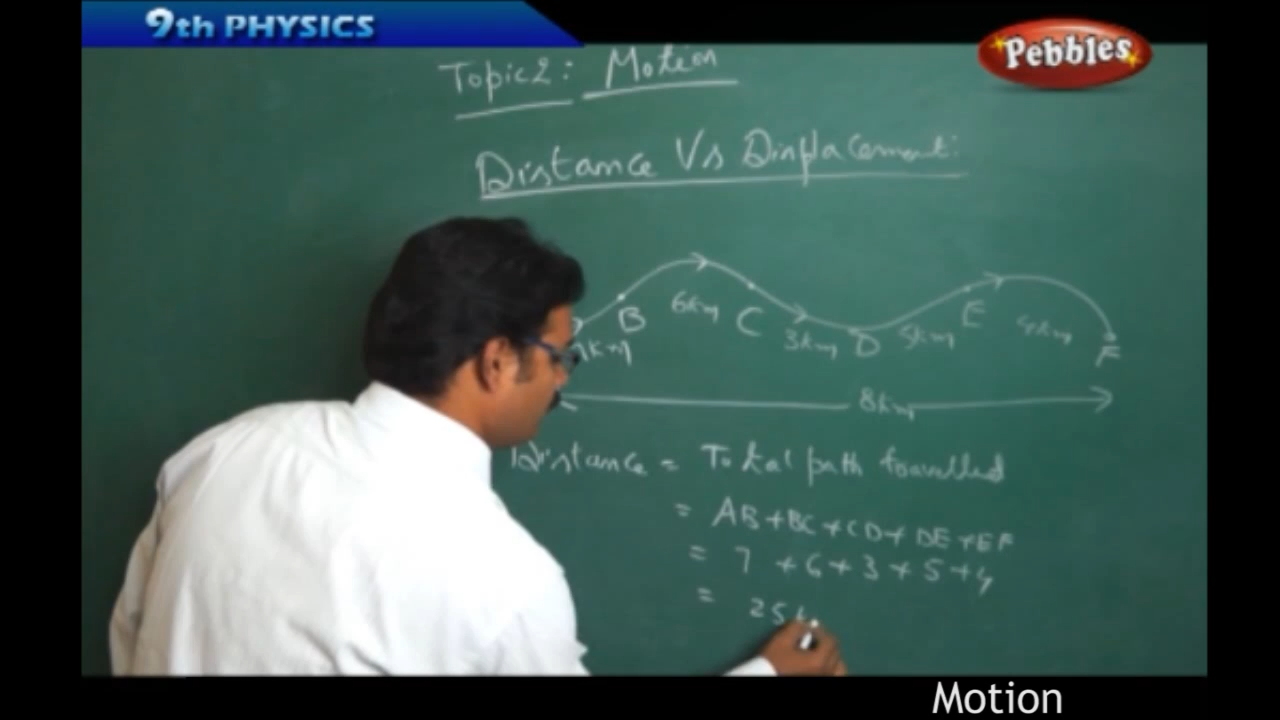 9th PHYSICS
Pebbles
Topic2: Motion
Distance Vs Displacement:
B 6km C 3km D 5km E 4km F
7km
8km
Distance = Total path travelled
= AB+BC+CD+DE+EF
= 7 +6+3+5+4
= 25k
Motion